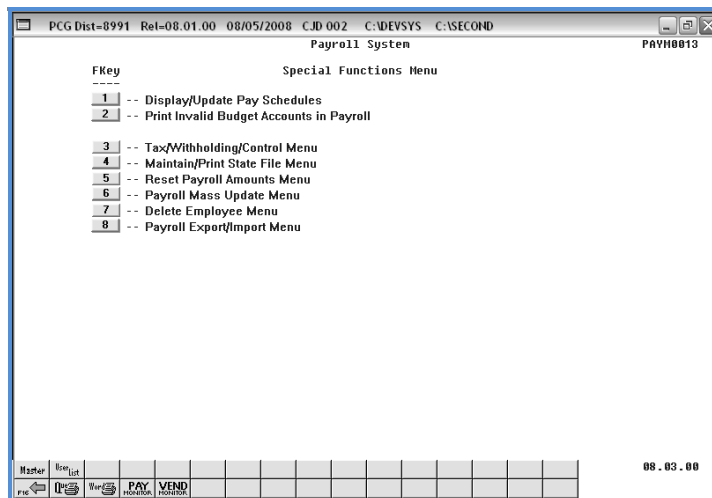 PCG Dist=8991 Rel=08.01.00 08/05/2008 CJD 002 C:\DEVSYS C:\SECOND
Payroll System PAYM0013
FKey Special Functions Menu
----
1 -- Display/Update Pay Schedules
2 -- Print Invalid Budget Accounts in Payroll
3 -- Tax/Withholding/Control Menu
4 -- Maintain/Print State File Menu
5 -- Reset Payroll Amounts Menu
6 -- Payroll Mass Update Menu
7 -- Delete Employee Menu
8 -- Payroll Export/Import Menu
Master User list 08.03.00
F16 PAY MONITOR VEND MONITOR